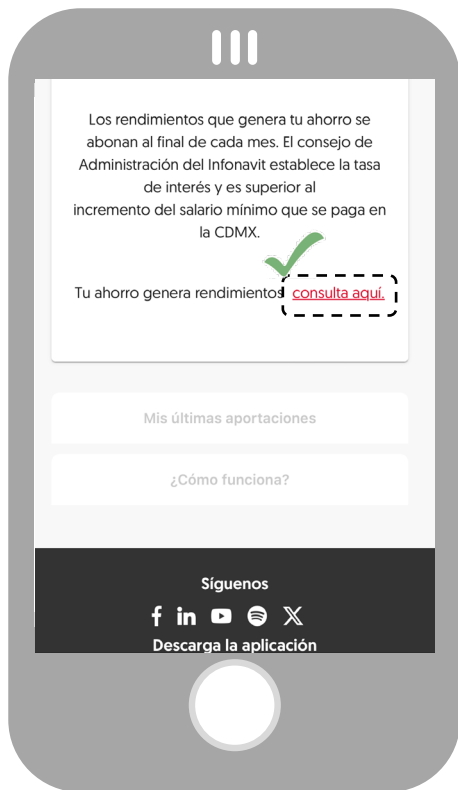 Los rendimientos que genera tu ahorro se
abonan al final de cada mes. El consejo de
Administración del Infonavit establece la tasa
de interés y es superior al
incremento del salario mínimo que se paga en
la CDMX.
Tu ahorro genera rendimientos consulta aquí.
Mis últimas aportaciones
¿Cómo funciona?
Síguenos
Descarga la aplicación